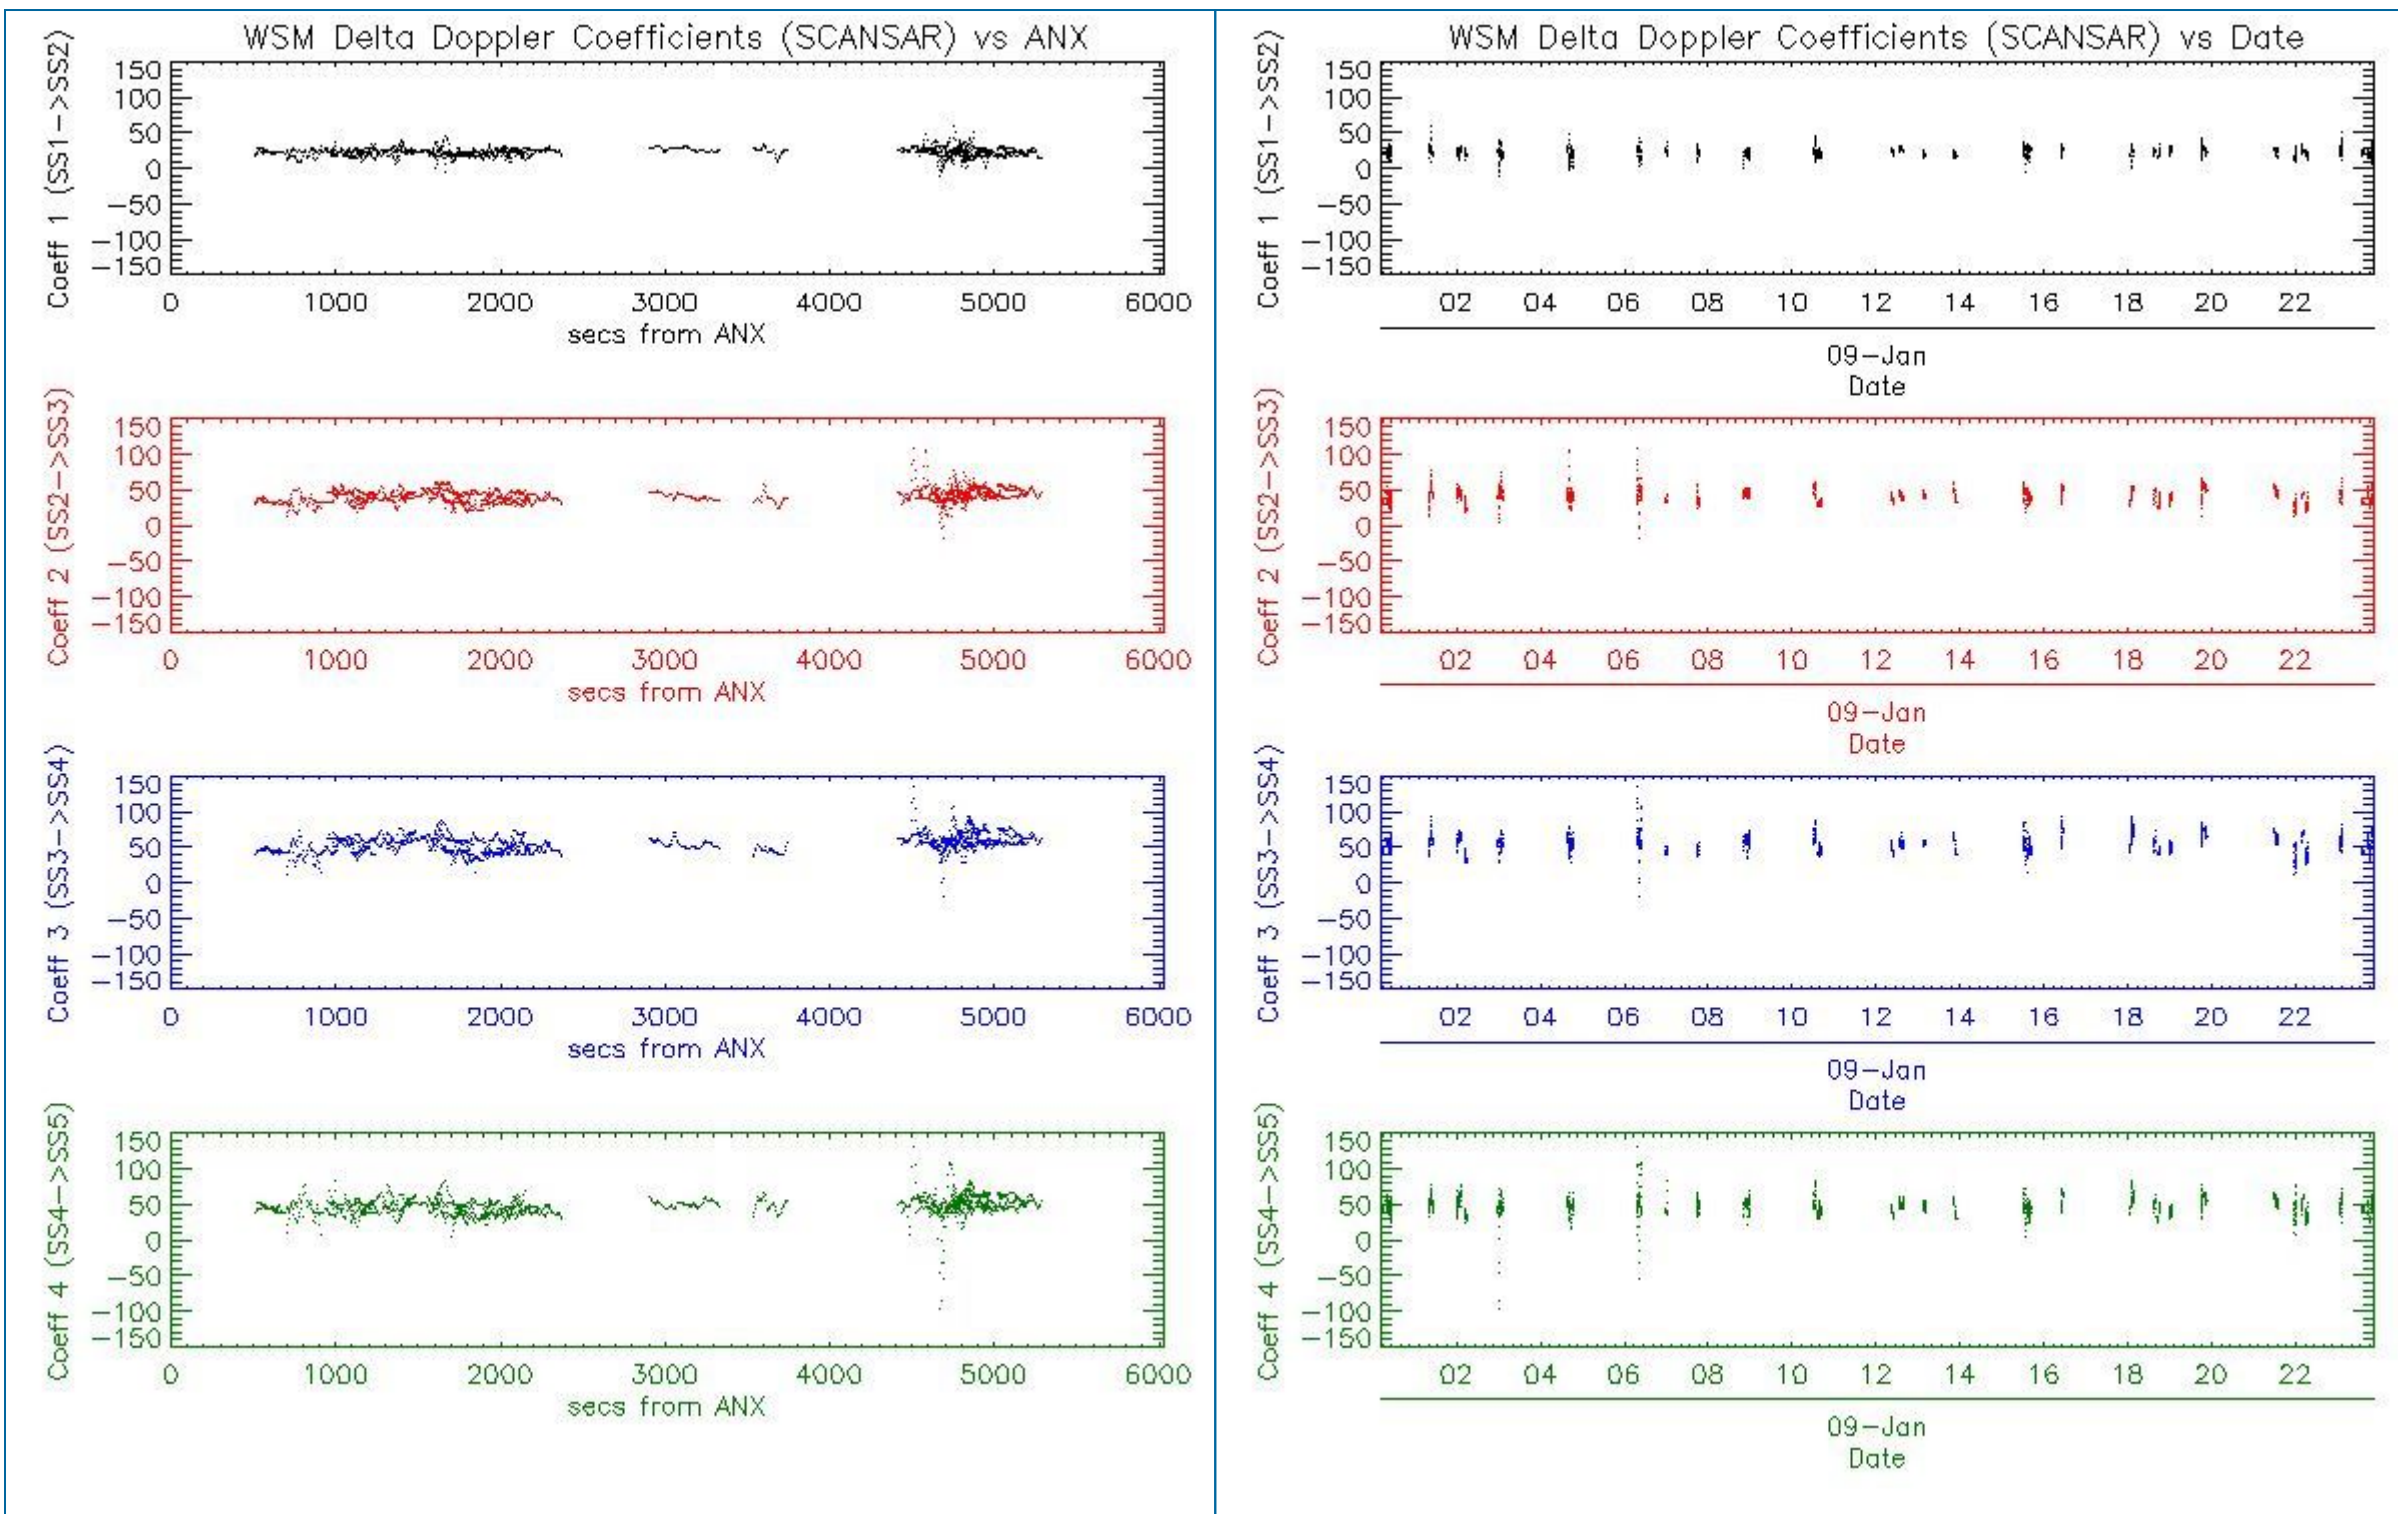 WSM Delta Doppler Coefficients (SCANSAR) vs ANX
Coeff 1 (SS1->SS2)
150
100
50
0
-50
-100
-150
0 1000 2000 3000 4000 5000 6000
secs from ANX
Coeff 2 (SS2->SS3)
150
100
50
0
-50
-100
-150
0 1000 2000 3000 4000 5000 6000
secs from ANX
Coeff 3 (SS3->SS4)
150
100
50
0
-50
-100
-150
0 1000 2000 3000 4000 5000 6000
secs from ANX
Coeff 4 (SS4->SS5)
150
100
50
0
-50
-100
-150
0 1000 2000 3000 4000 5000 6000
secs from ANX
WSM Delta Doppler Coefficients (SCANSAR) vs Date
Coeff 1 (SS1->SS2)
150
100
50
0
-50
-100
-150
02 04 06 08 10 12 14 16 18 20 22
09-Jan
Date
Coeff 2 (SS2->SS3)
150
100
50
0
-50
-100
-150
02 04 06 08 10 12 14 16 18 20 22
09-Jan
Date
Coeff 3 (SS3->SS4)
150
100
50
0
-50
-100
-150
02 04 06 08 10 12 14 16 18 20 22
09-Jan
Date
Coeff 4 (SS4->SS5)
150
100
50
0
-50
-100
-150
02 04 06 08 10 12 14 16 18 20 22
09-Jan
Date